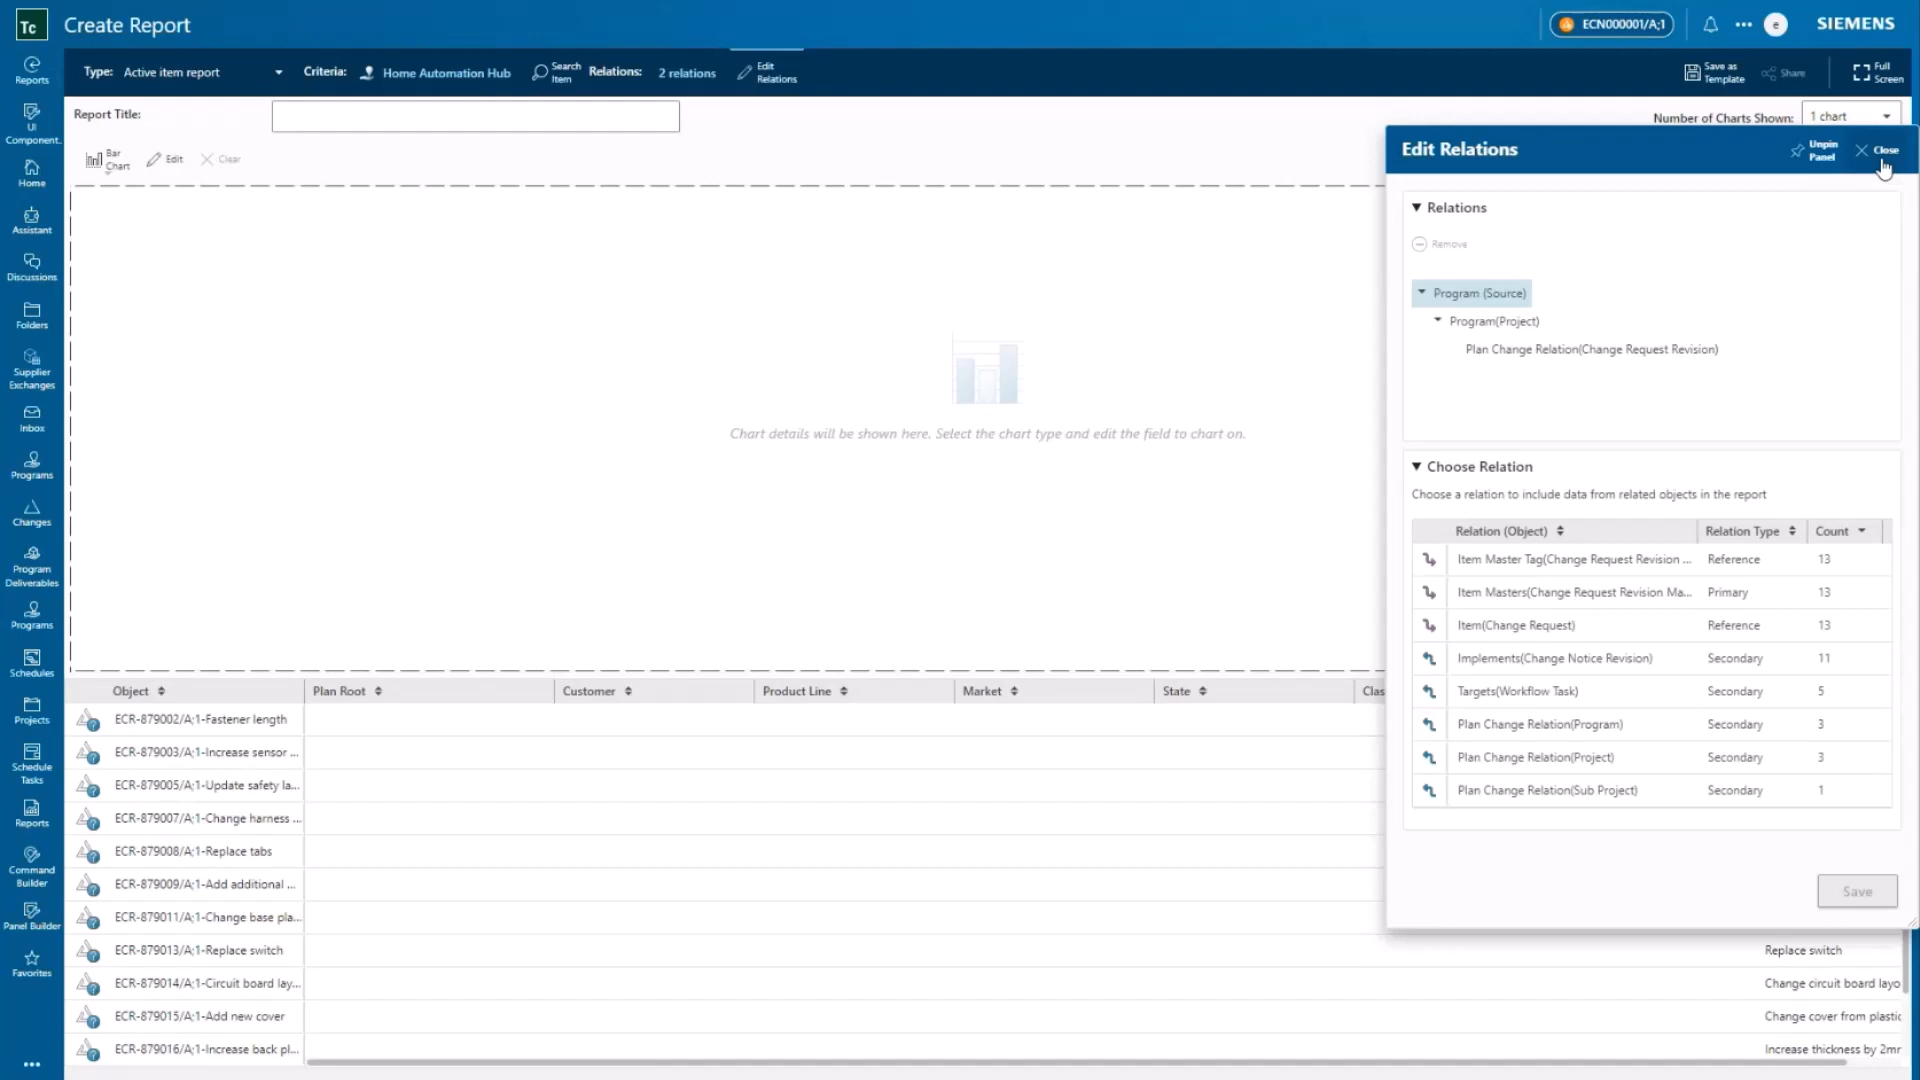 Tc Create Report ECN000001/A;1 e SIEMENS
Type: Active item report Criteria: Home Automation Hub Search Item Relations: 2 relations Edit Relations Save as Template Share Full Screen
Report Title: Number of Charts Shown: 1 chart
Bar Chart Edit Clear
Chart details will be shown here. Select the chart type and edit the field to chart on.
Reports
UI Component.
Home
Assistant
Discussions
Folders
Supplier Exchanges
Inbox
Programs
Changes
Program Deliverables
Programs
Schedules
Projects
Schedule Tasks
Reports
Command Builder
Panel Builder
Favorites
Edit Relations Unpin Panel Close
Relations
Remove
Program (Source)
Program(Project)
Plan Change Relation(Change Request Revision)
Choose Relation
Choose a relation to include data from related objects in the report
Relation (Object) Relation Type Count
Item Master Tag(Change Request Revision ... Reference 13
Item Masters(Change Request Revision Ma... Primary 13
Item(Change Request) Reference 13
Implements(Change Notice Revision) Secondary 11
Targets(Workflow Task) Secondary 5
Plan Change Relation(Program) Secondary 3
Plan Change Relation(Project) Secondary 3
Plan Change Relation(Sub Project) Secondary 1
Save
Object Plan Root Customer Product Line Market State Clas
ECR-879002/A;1-Fastener length
ECR-879003/A;1-Increase sensor ...
ECR-879005/A;1-Update safety la...
ECR-879007/A;1-Change harness ...
ECR-879008/A;1-Replace tabs
ECR-879009/A;1-Add additional ...
ECR-879011/A;1-Change base pla...
ECR-879013/A;1-Replace switch Replace switch
ECR-879014/A;1-Circuit board lay... Change circuit board layo
ECR-879015/A;1-Add new cover Change cover from plastic
ECR-879016/A;1-Increase back pl... Increase thickness by 2mr